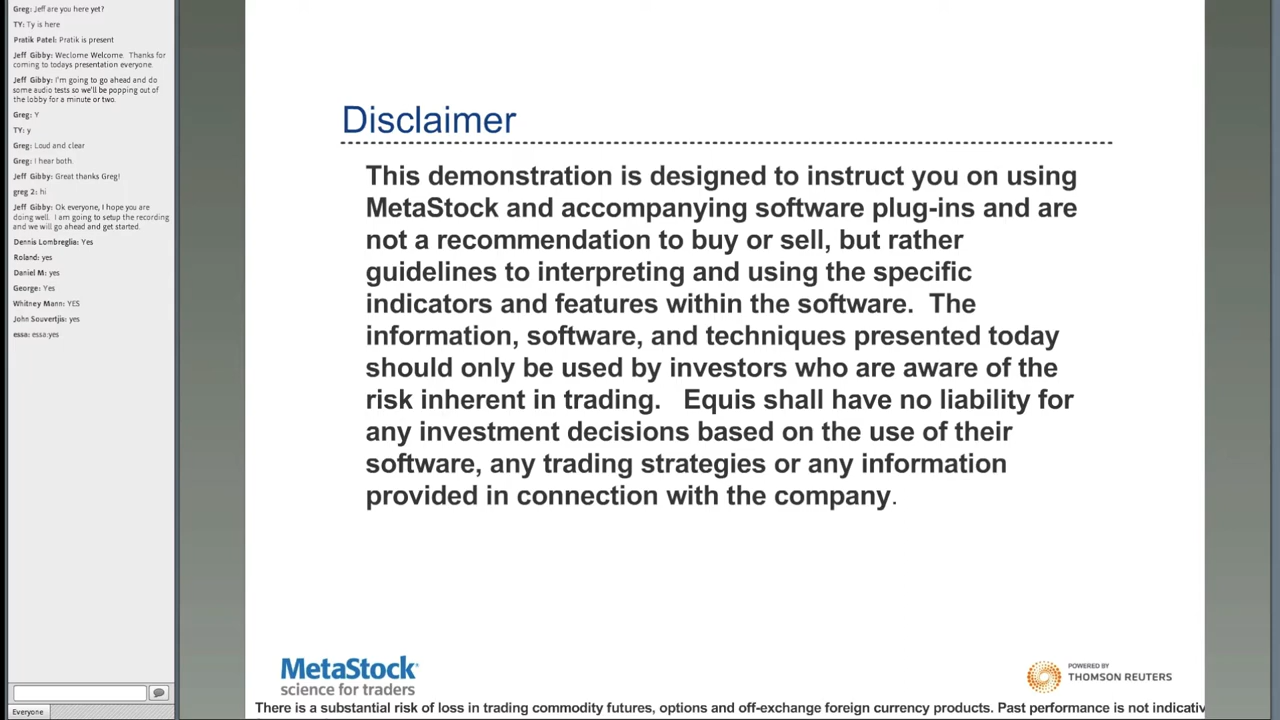 Greg: Jeff are you here yet?
TY: Ty is here
Pratik Patel: Pratik is present
Jeff Gibby: Weclome Welcome. Thanks for
coming to todays presentation everyone.
Jeff Gibby: I'm going to go ahead and do
some audio tests so we'll be popping out of
the lobby for a minute or two.
Greg: Y
TY: y
Greg: Loud and clear
Greg: I hear both.
Jeff Gibby: Great thanks Greg!
greg 2: hi
Jeff Gibby: Ok everyone, I hope you are
doing well. I am going to setup the recording
and we will go ahead and get started.
Dennis Lombreglia: Yes
Roland: yes
Daniel M: yes
George: Yes
Whitney Mann: YES
John Souvertjis: yes
essa: essa:yes
Everyone
Disclaimer
This demonstration is designed to instruct you on using
MetaStock and accompanying software plug-ins and are
not a recommendation to buy or sell, but rather
guidelines to interpreting and using the specific
indicators and features within the software. The
information, software, and techniques presented today
should only be used by investors who are aware of the
risk inherent in trading. Equis shall have no liability for
any investment decisions based on the use of their
software, any trading strategies or any information
provided in connection with the company.
MetaStock®
science for traders
POWERED BY
THOMSON REUTERS
There is a substantial risk of loss in trading commodity futures, options and off-exchange foreign currency products. Past performance is not indicativ